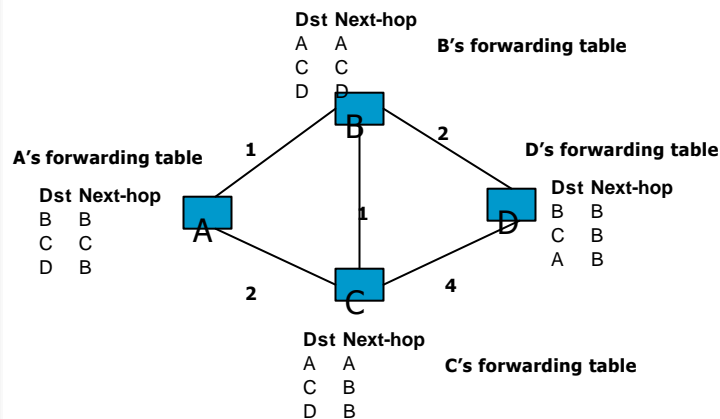 Dst Next-hop
A A
C C
D D
B's forwarding table
B
1
2
A's forwarding table
Dst Next-hop
B B
C C
D B
A
D's forwarding table
Dst Next-hop
B B
C B
A B
D
1
2
4
C
Dst Next-hop
A A
C B
D B
C's forwarding table